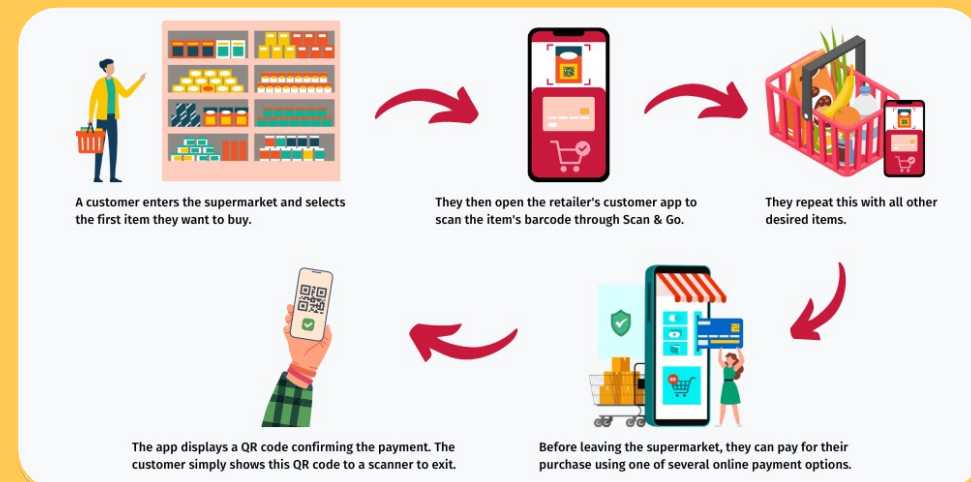 A customer enters the supermarket and selects
the first item they want to buy.
They then open the retailer's customer app to
scan the item's barcode through Scan & Go.
They repeat this with all other
desired items.
Before leaving the supermarket, they can pay for their
purchase using one of several online payment options.
The app displays a QR code confirming the payment. The
customer simply shows this QR code to a scanner to exit.